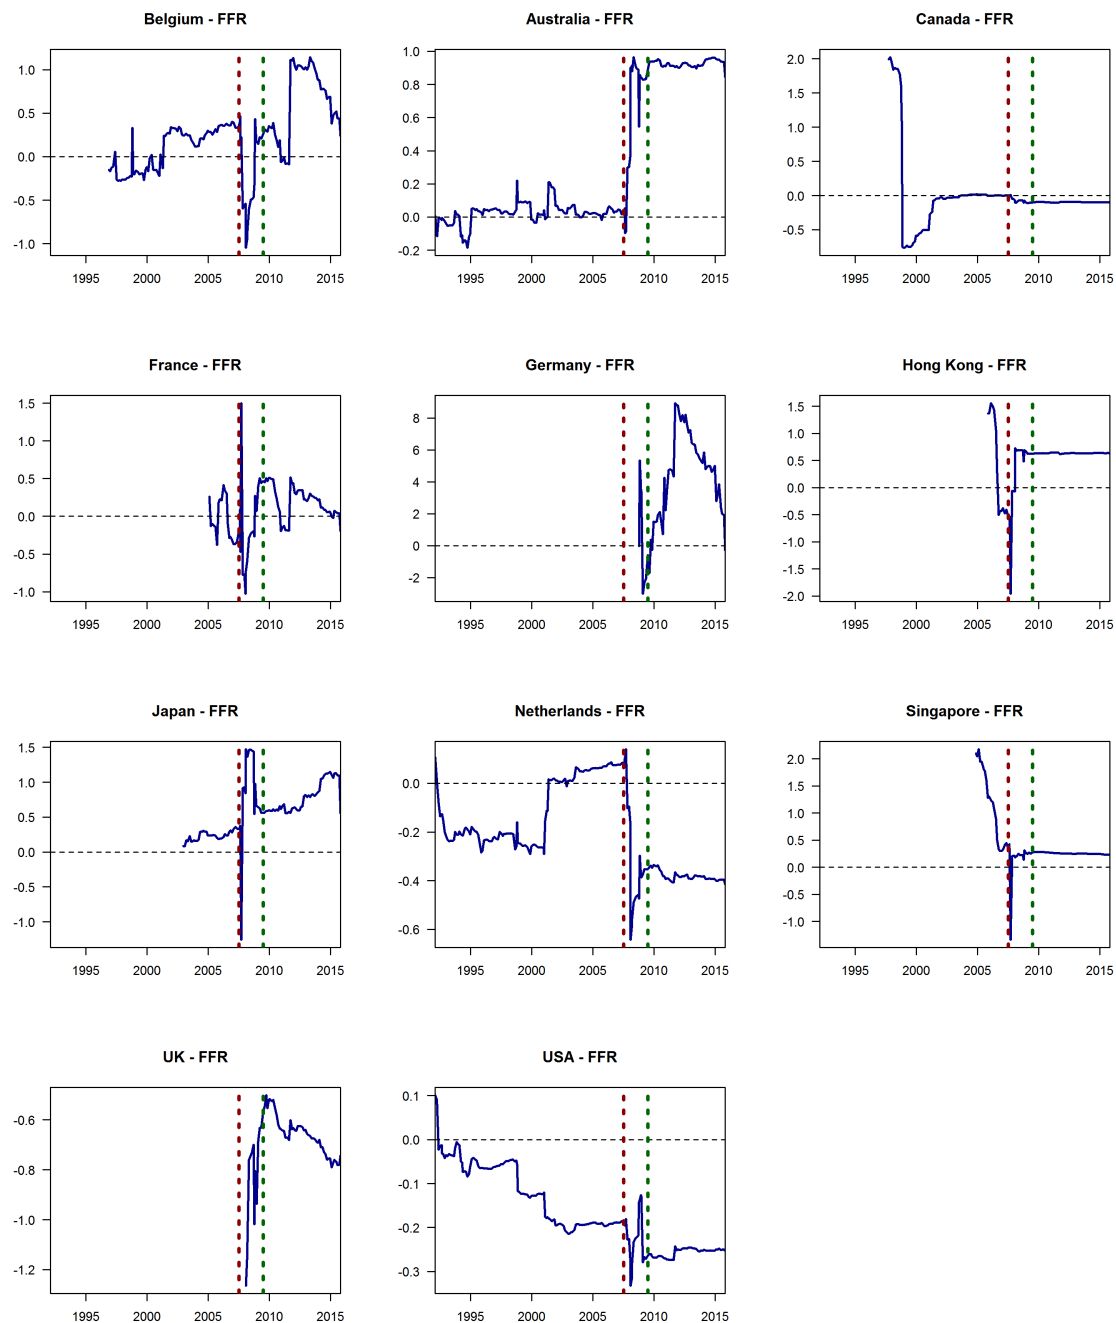 Belgium - FFR
1.0
0.5
0.0
-0.5
-1.0
1995 2000 2005 2010 2015
Australia - FFR
1.0
0.8
0.6
0.4
0.2
0.0
-0.2
1995 2000 2005 2010 2015
Canada - FFR
2.0
1.5
1.0
0.5
0.0
-0.5
1995 2000 2005 2010 2015
France - FFR
1.5
1.0
0.5
0.0
-0.5
-1.0
1995 2000 2005 2010 2015
Germany - FFR
8
6
4
2
0
-2
1995 2000 2005 2010 2015
Hong Kong - FFR
1.5
1.0
0.5
0.0
-0.5
-1.0
-1.5
-2.0
1995 2000 2005 2010 2015
Japan - FFR
1.5
1.0
0.5
0.0
-0.5
-1.0
1995 2000 2005 2010 2015
Netherlands - FFR
0.0
-0.2
-0.4
-0.6
1995 2000 2005 2010 2015
Singapore - FFR
2.0
1.5
1.0
0.5
0.0
-0.5
-1.0
1995 2000 2005 2010 2015
UK - FFR
-0.6
-0.8
-1.0
-1.2
1995 2000 2005 2010 2015
USA - FFR
0.1
0.0
-0.1
-0.2
-0.3
1995 2000 2005 2010 2015